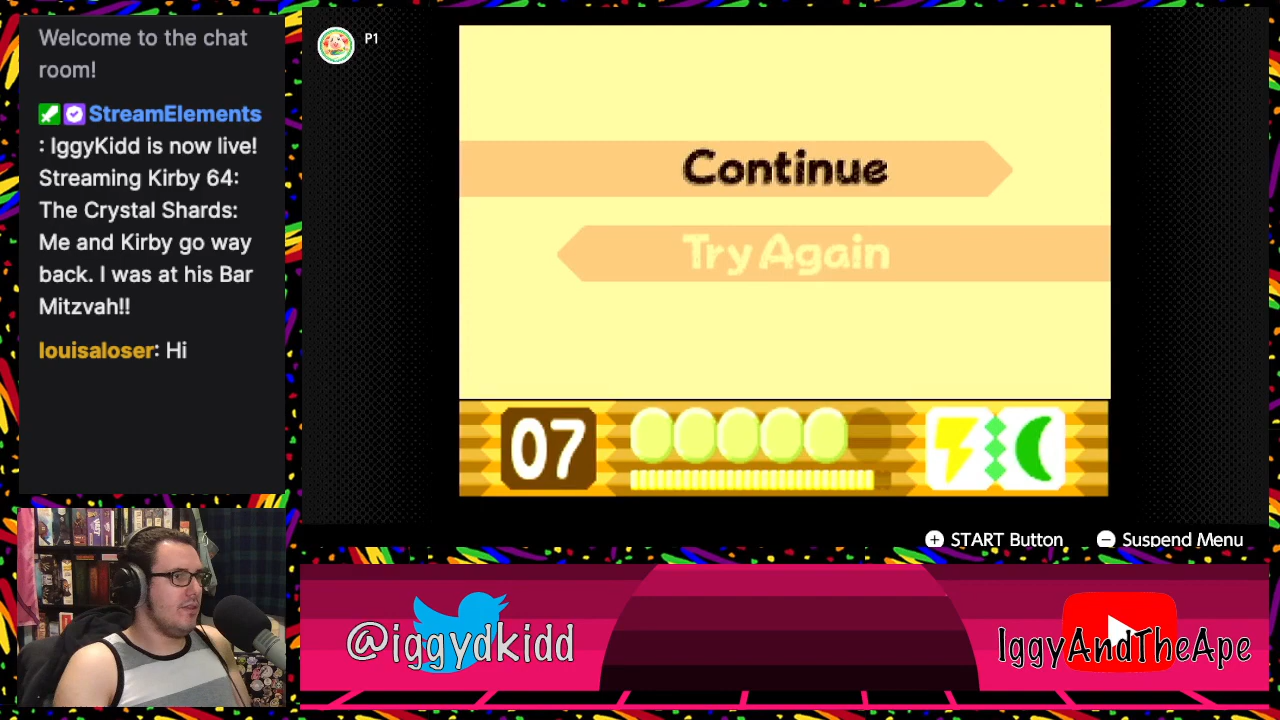 Welcome to the chat
room!
StreamElements
: IggyKidd is now live!
Streaming Kirby 64:
The Crystal Shards:
Me and Kirby go way
back. I was at his Bar
Mitzvah!!
louisaloser: Hi
P1
Continue
Try Again
07
START Button
Suspend Menu
@iggydkidd
IggyAndTheApe